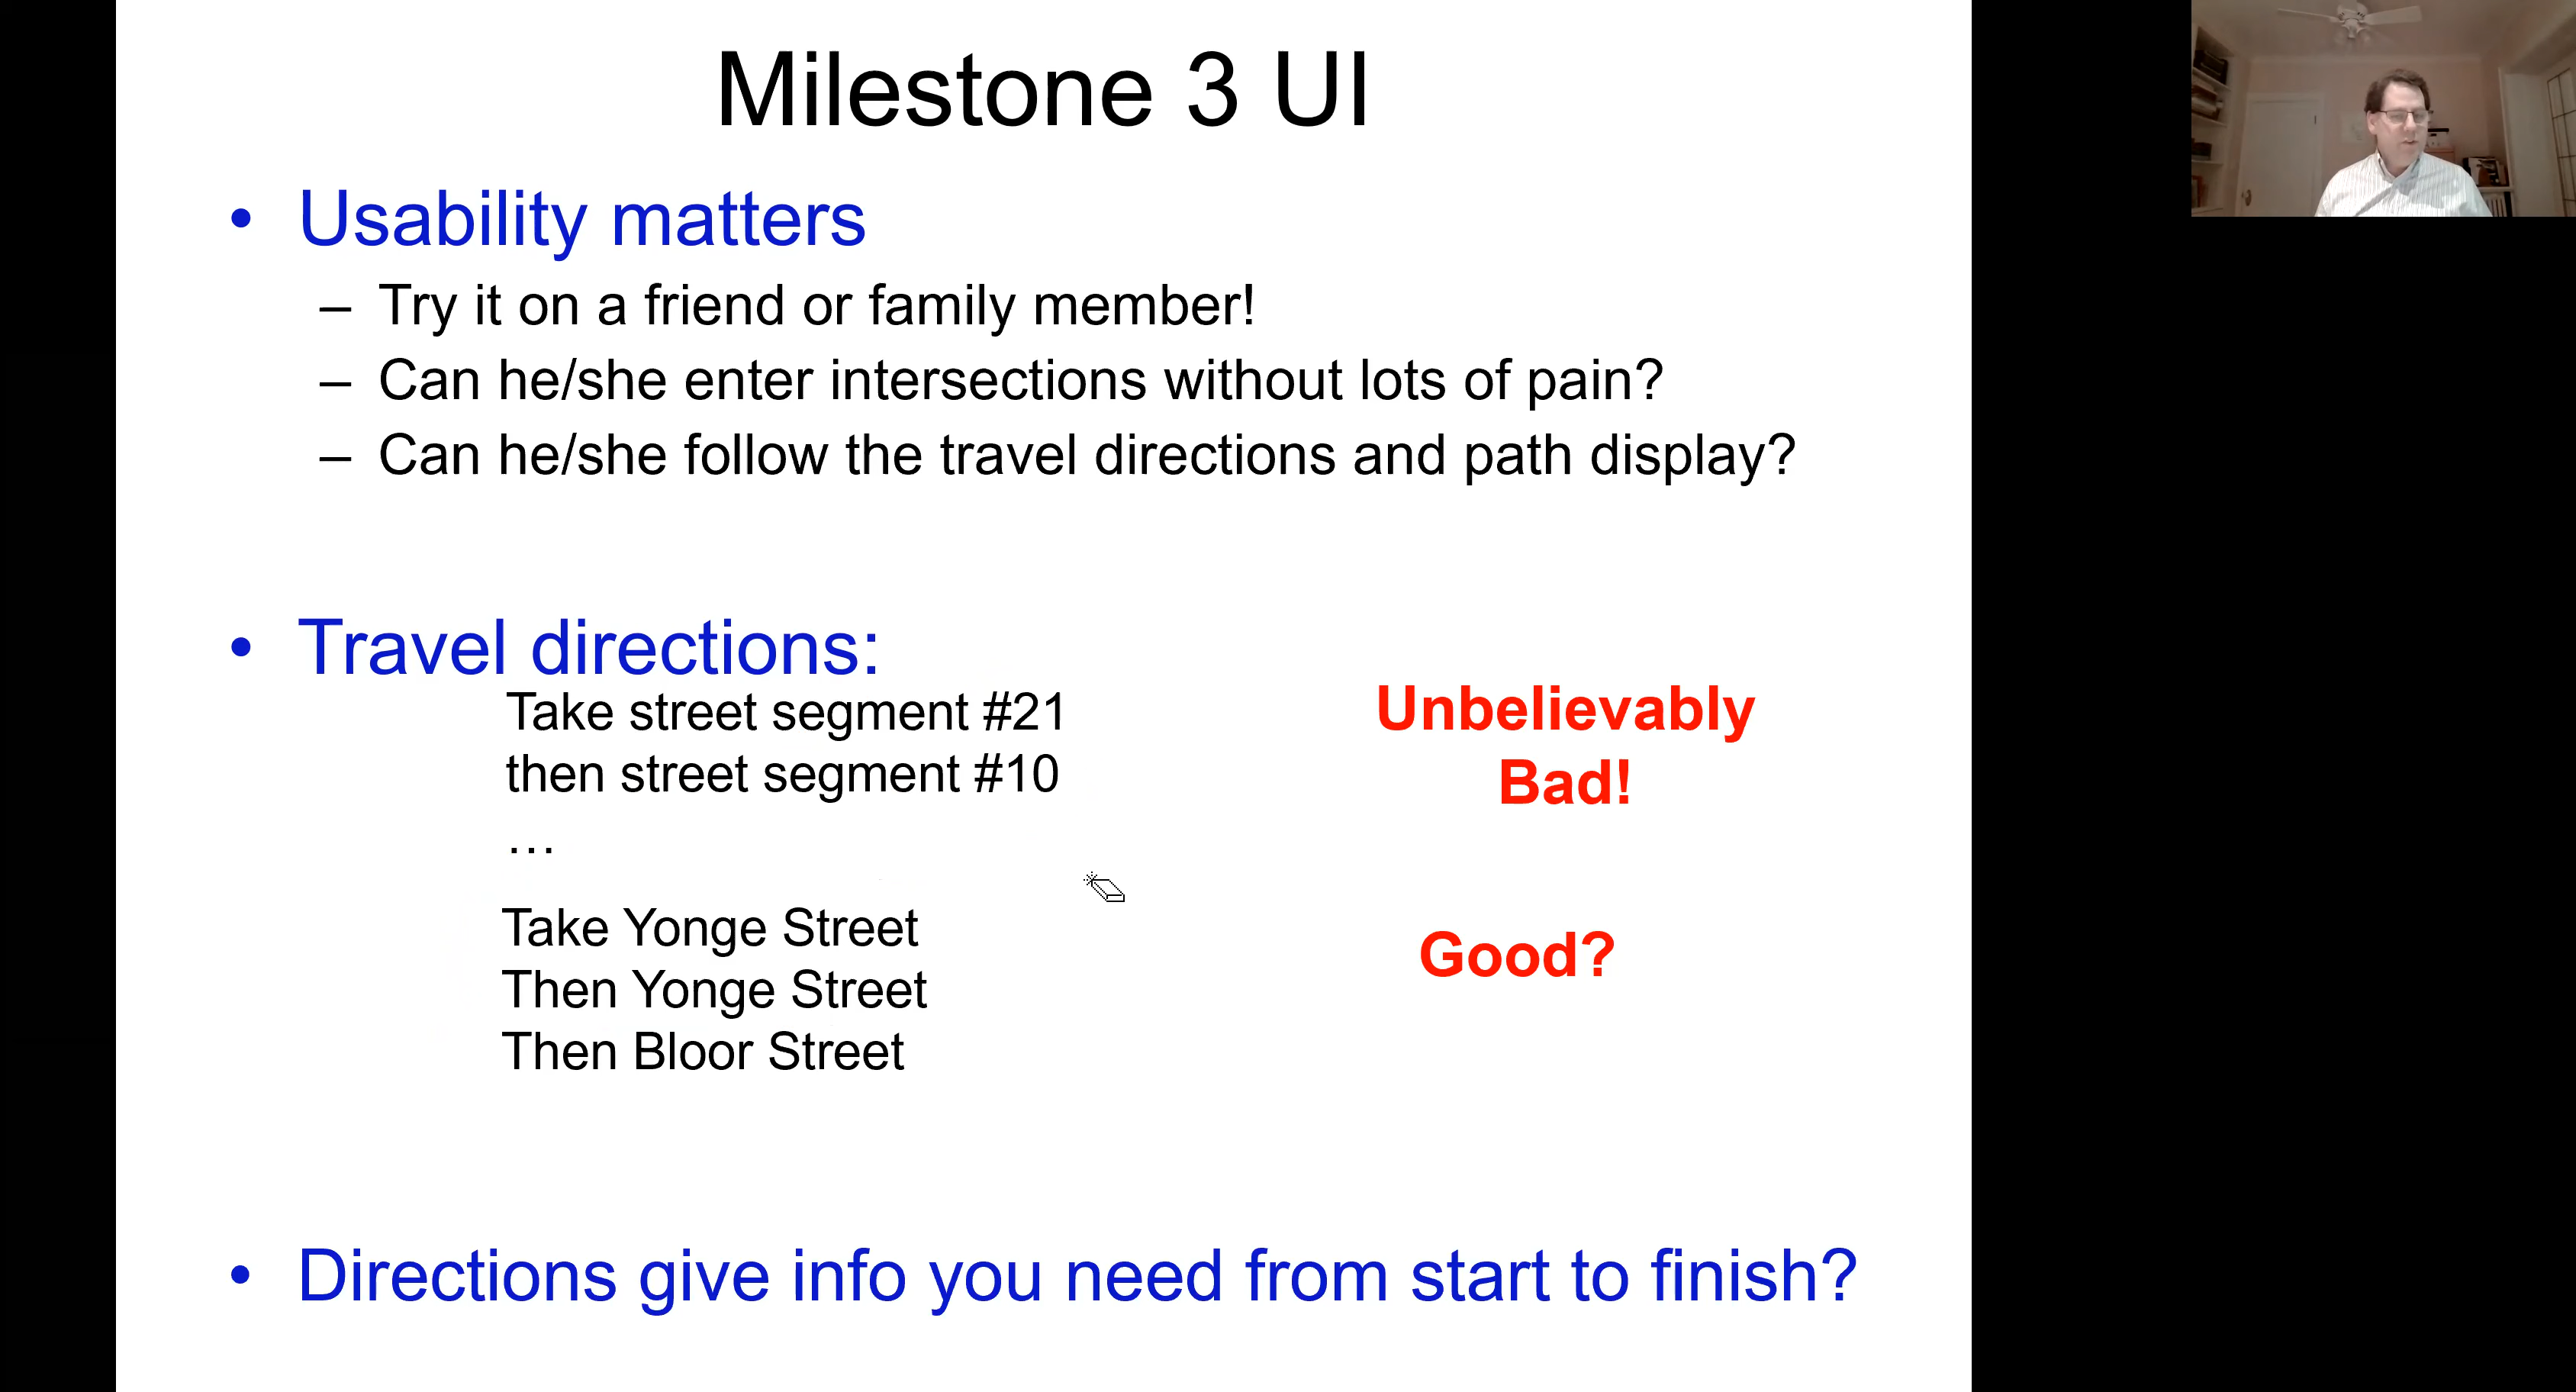 Milestone 3 UI
• Usability matters
– Try it on a friend or family member!
– Can he/she enter intersections without lots of pain?
– Can he/she follow the travel directions and path display?
• Travel directions:
Take street segment #21
then street segment #10
…
Unbelievably
Bad!
Take Yonge Street
Then Yonge Street
Then Bloor Street
Good?
• Directions give info you need from start to finish?